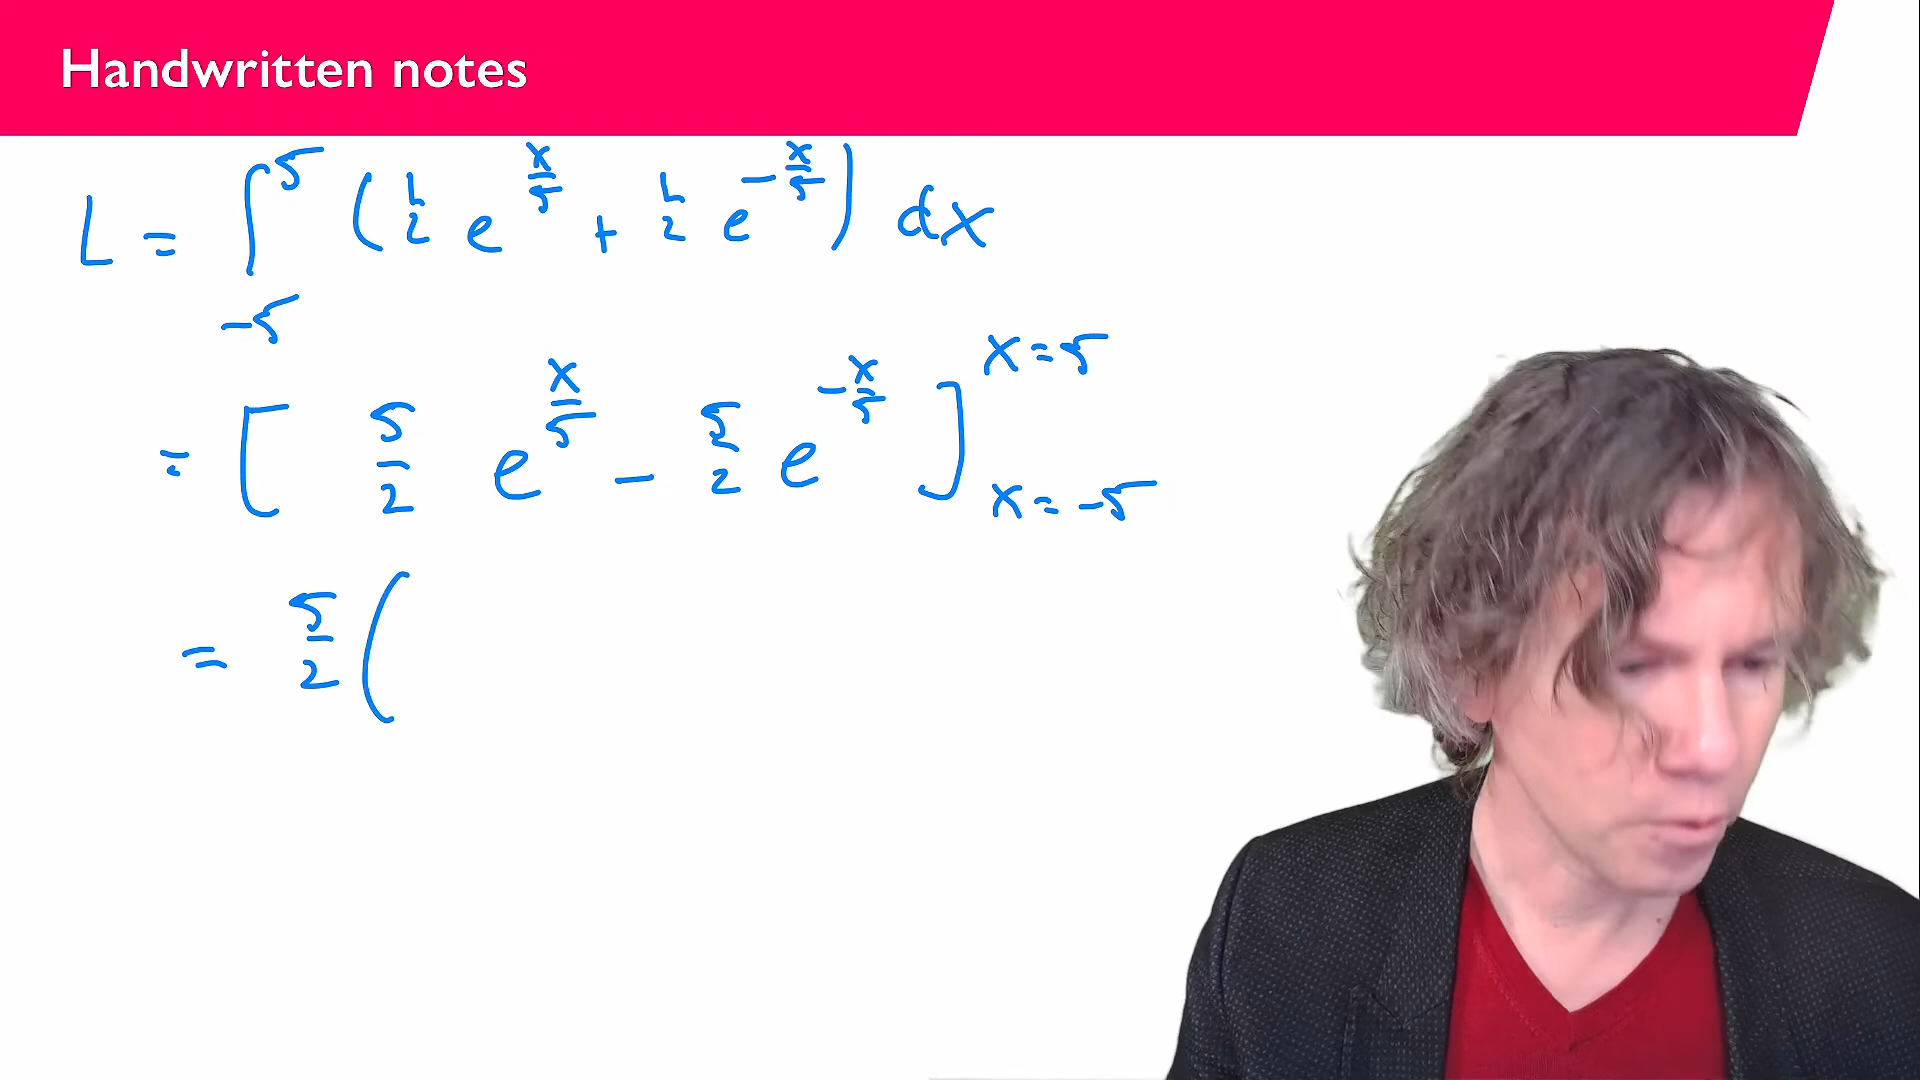 Handwritten notes
L = ∫_{-5}^{5} (1/2 e^{x/5} + 1/2 e^{-x/5}) dx
= [ 5/2 e^{x/5} - 5/2 e^{-x/5} ]_{x=-5}^{x=5}
= 5/2 (